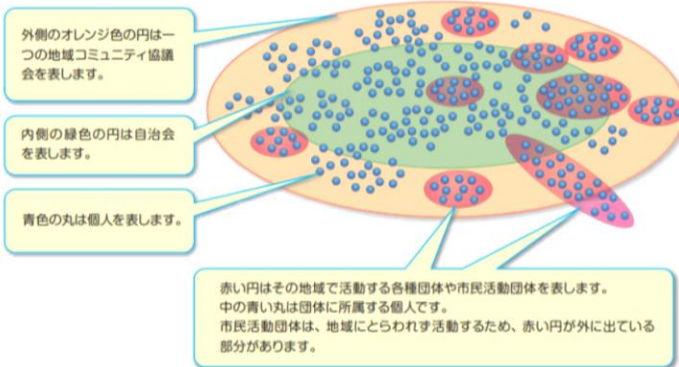 外側のオレンジ色の円は一
つの地域コミュニティ協議
会を表します。
内側の緑色の円は自治会
を表します。
青色の丸は個人を表します。
赤い円はその地域で活動する各種団体や市民活動団体を表します。
中の青い丸は団体に所属する個人です。
市民活動団体は、地域にとらわれず活動するため、赤い円が外に出ている
部分があります。